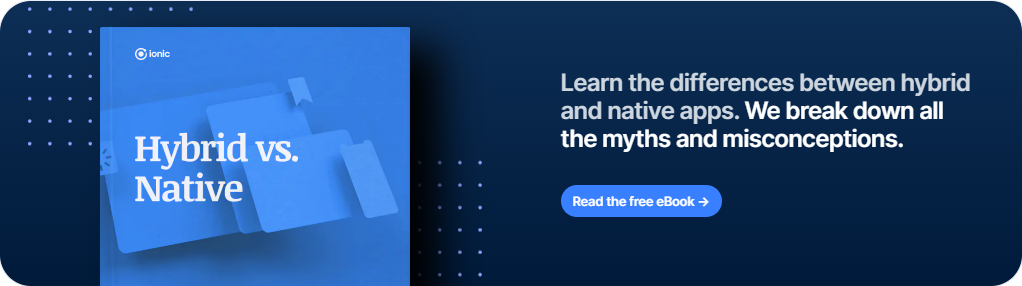 ionic
Hybrid vs.
Native
Learn the differences between hybrid
and native apps. We break down all
the myths and misconceptions.
Read the free eBook →